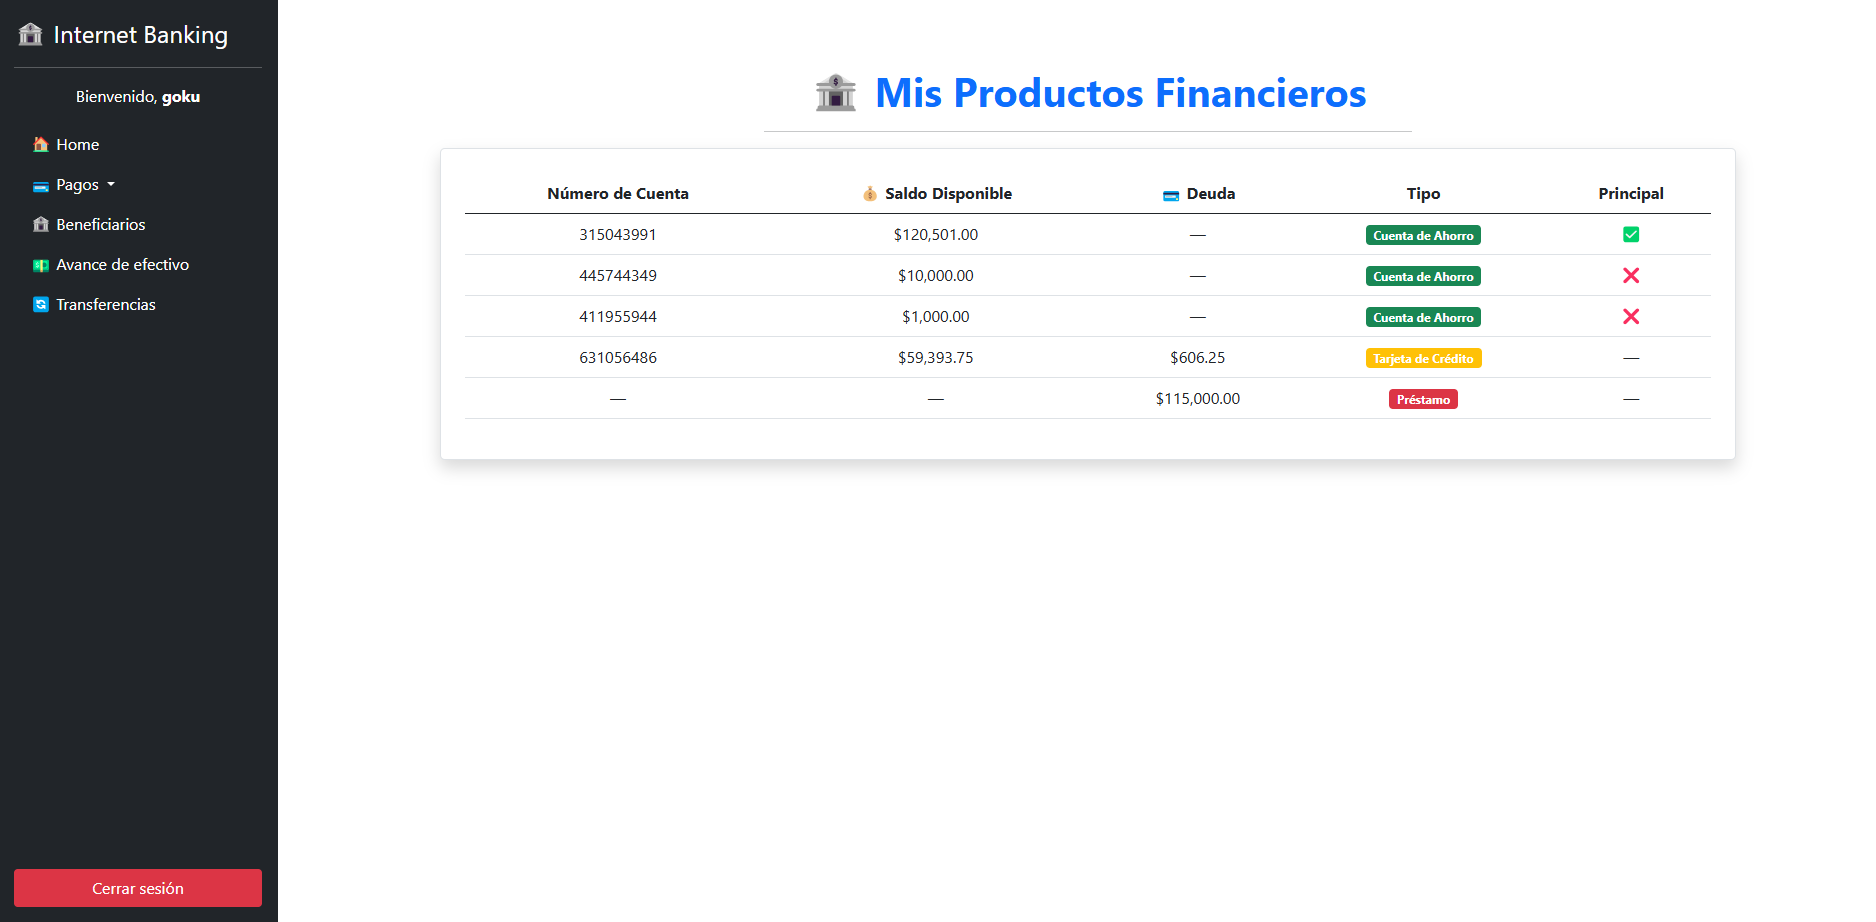 Internet Banking
Bienvenido, goku
Home
Pagos
Beneficiarios
Avance de efectivo
Transferencias
Cerrar sesión
Mis Productos Financieros
Número de Cuenta Saldo Disponible Deuda Tipo Principal
315043991 $120,501.00 — Cuenta de Ahorro
445744349 $10,000.00 — Cuenta de Ahorro
411955944 $1,000.00 — Cuenta de Ahorro
631056486 $59,393.75 $606.25 Tarjeta de Crédito —
— — $115,000.00 Préstamo —